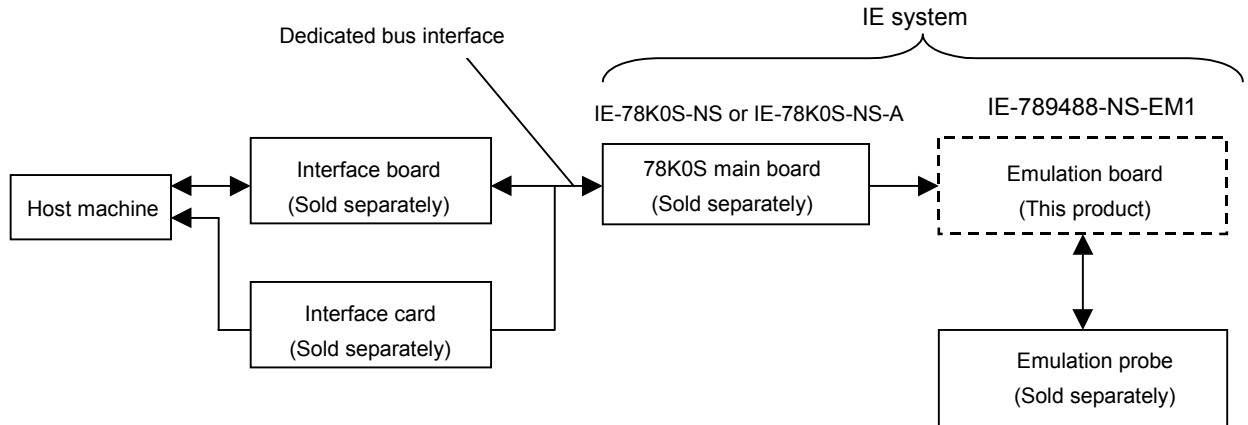 IE system
Dedicated bus interface
IE-78K0S-NS or IE-78K0S-NS-A
IE-789488-NS-EM1
Host machine
Interface board
(Sold separately)
78K0S main board
(Sold separately)
Emulation board
(This product)
Interface card
(Sold separately)
Emulation probe
(Sold separately)